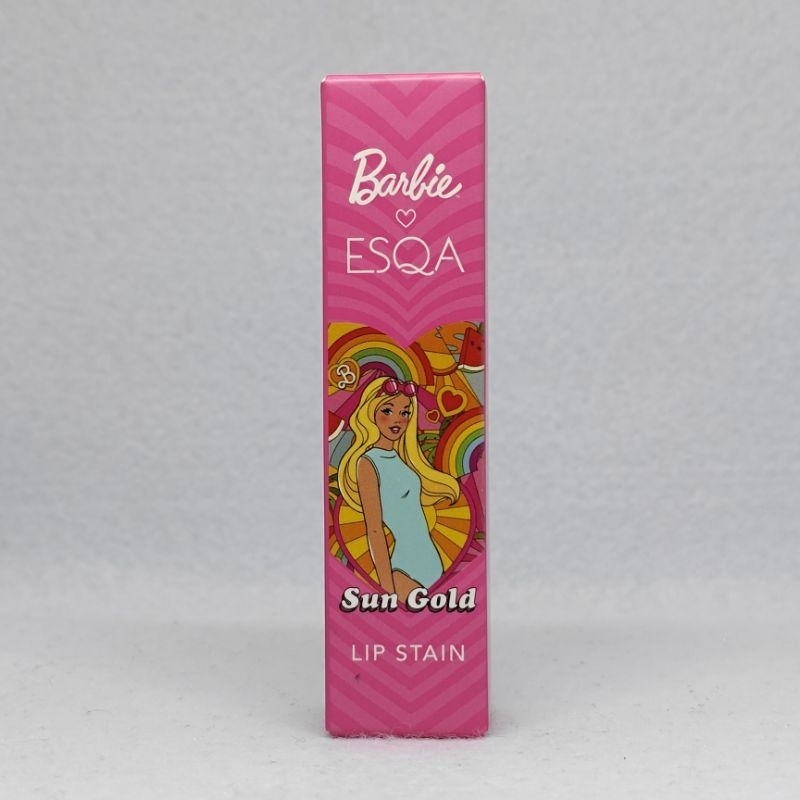 Barbie
ESQA
B
Sun Gold
LIP STAIN